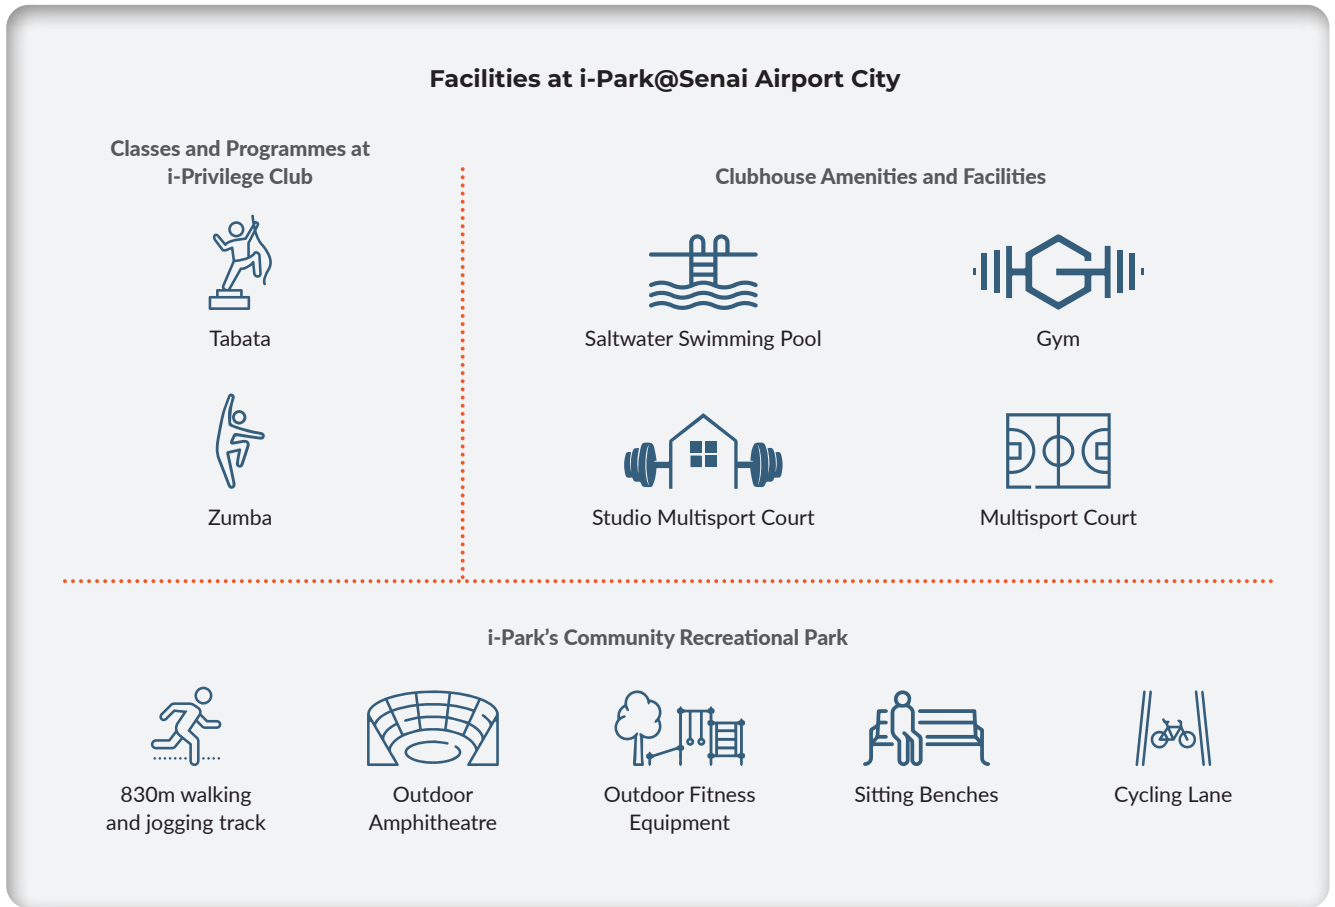 Facilities at i-Park@Senai Airport City
Classes and Programmes at
i-Privilege Club
Tabata
Zumba
Clubhouse Amenities and Facilities
Saltwater Swimming Pool
Gym
Studio Multisport Court
Multisport Court
i-Park’s Community Recreational Park
830m walking
and jogging track
Outdoor
Amphitheatre
Outdoor Fitness
Equipment
Sitting Benches
Cycling Lane